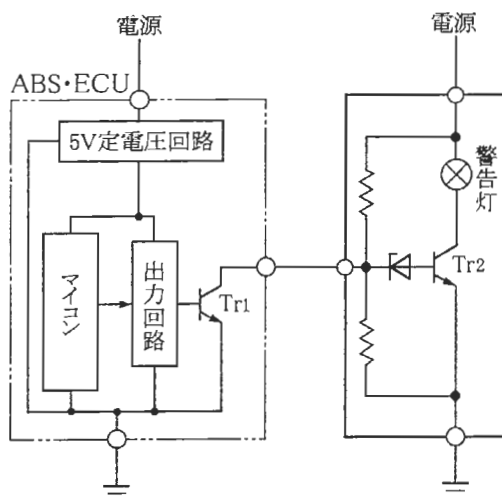 電源
ABS・ECU
5V定電圧回路
マイコン
出力回路
Tr1
電源
警告灯
Tr2